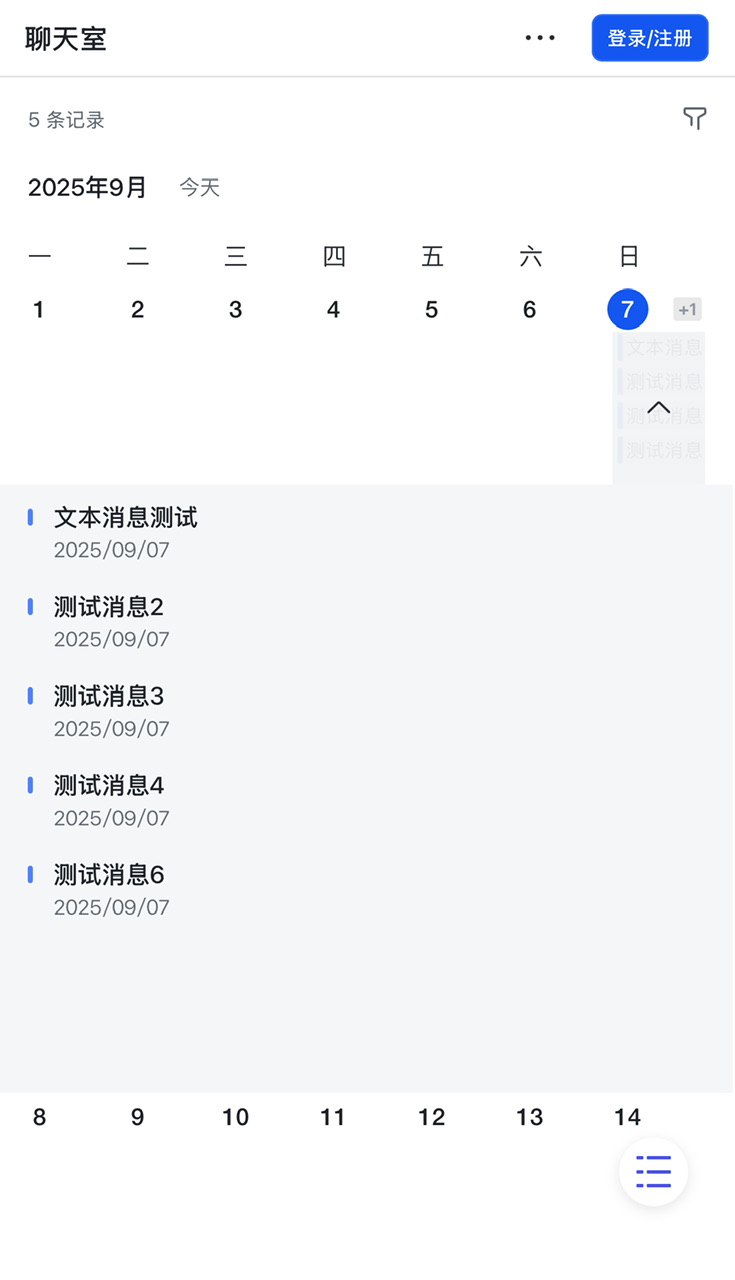 聊天室 登录/注册
5 条记录
2025年9月 今天
一 二 三 四 五 六 日
1 2 3 4 5 6 7 +1
文本消息
测试消息
测试消息
测试消息
文本消息测试
2025/09/07
测试消息2
2025/09/07
测试消息3
2025/09/07
测试消息4
2025/09/07
测试消息6
2025/09/07
8 9 10 11 12 13 14